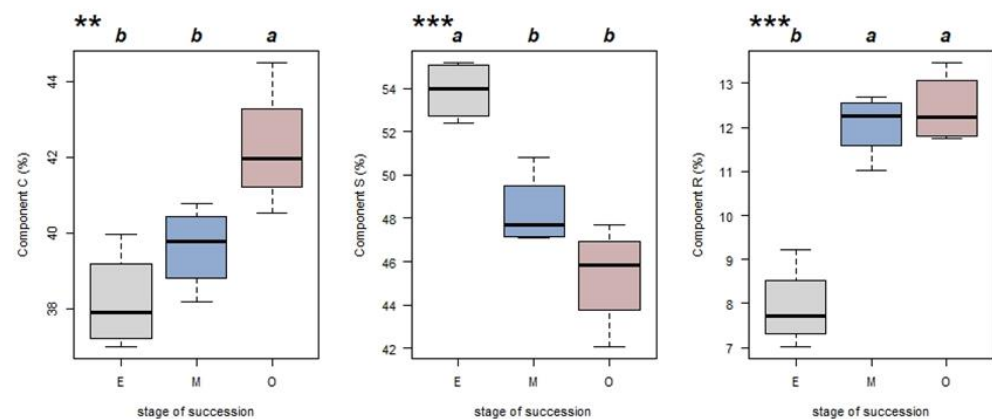 **
b b a
Component C (%)
44
42
40
38
E M O
stage of succession
***
a b b
Component S (%)
54
52
50
48
46
44
42
E M O
stage of succession
***
b a a
Component R (%)
13
12
11
10
9
8
7
E M O
stage of succession